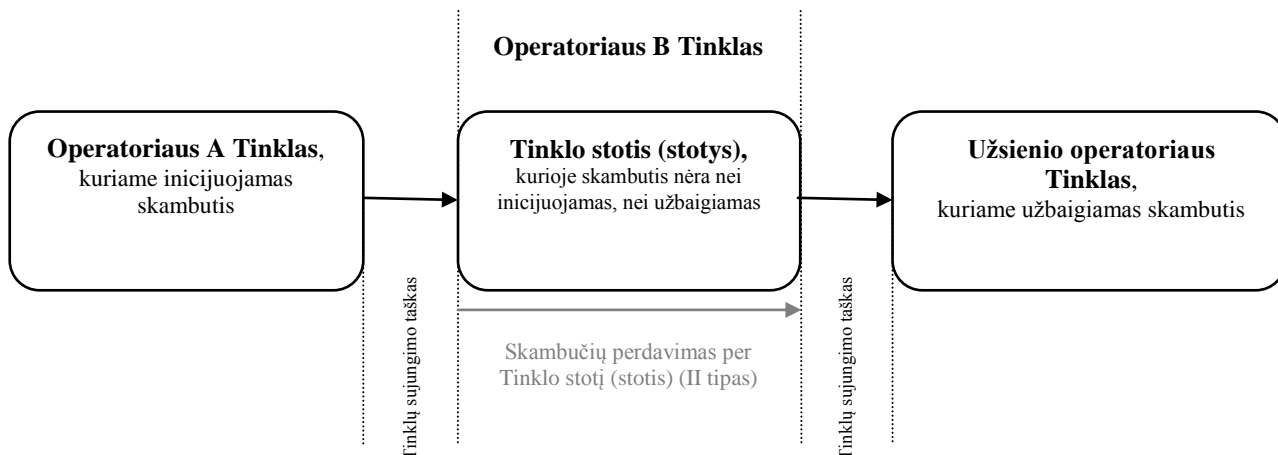 Operatoriaus B Tinklas
Operatoriaus A Tinklas,
kuriame inicijuojamas
skambutis
Tinklo stotis (stotys),
kurioje skambutis nėra nei
inicijuojamas, nei užbaigiamas
Užsienio operatoriaus
Tinklas,
kuriame užbaigiamas skambutis
Tinklų sujungimo taškas
Skambučių perdavimas per
Tinklo stotį (stotis) (II tipas)
Tinklų sujungimo taškas